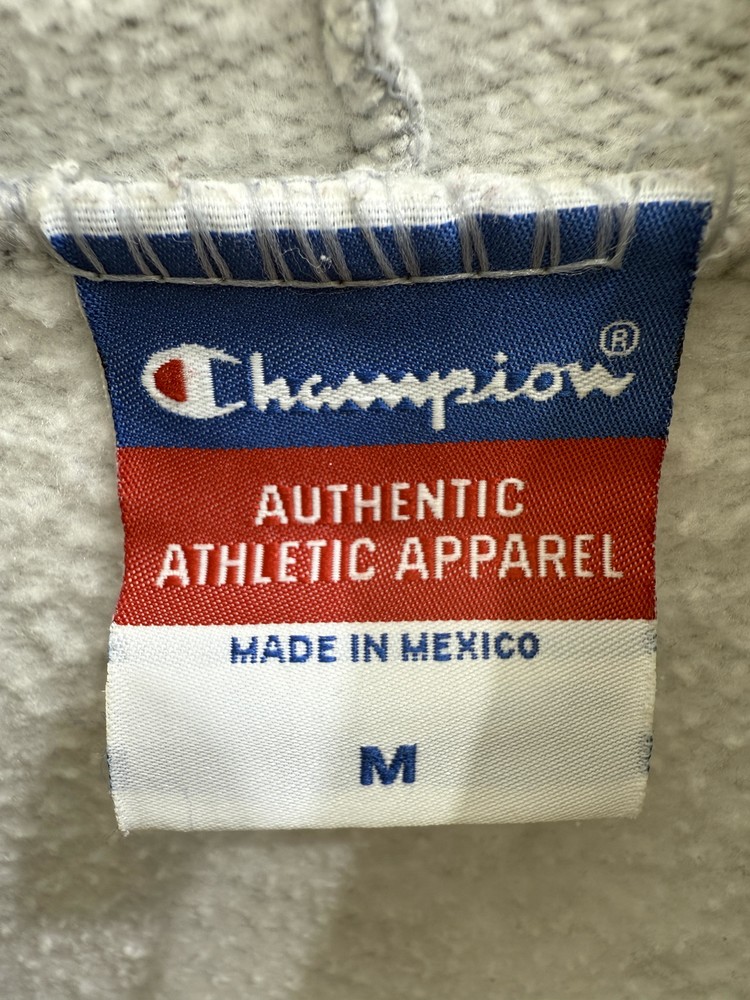 Champion®
AUTHENTIC
ATHLETIC APPAREL
MADE IN MEXICO
M